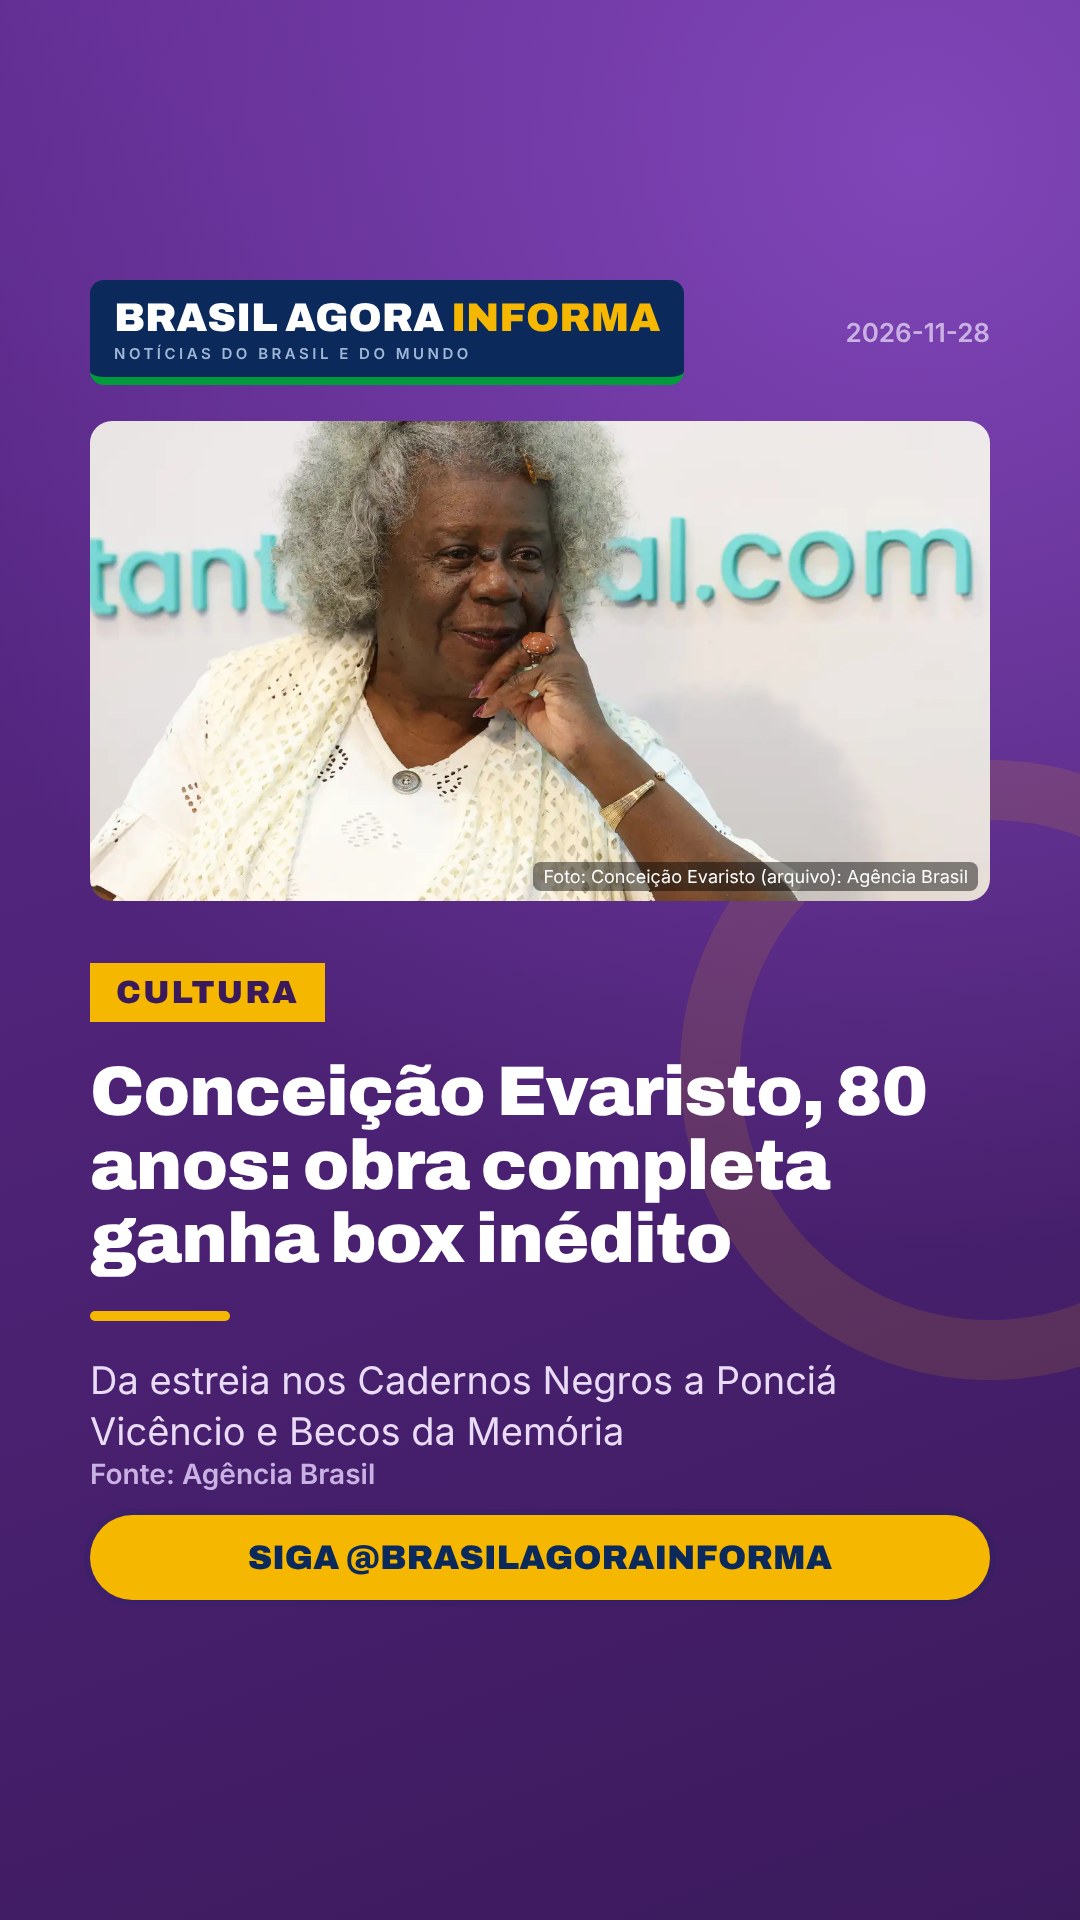 BRASIL AGORA INFORMA
NOTÍCIAS DO BRASIL E DO MUNDO
2026-11-28
tant al.com
Foto: Conceição Evaristo (arquivo): Agência Brasil
CULTURA
Conceição Evaristo, 80
anos: obra completa
ganha box inédito
Da estreia nos Cadernos Negros a Ponciá
Vicêncio e Becos da Memória
Fonte: Agência Brasil
SIGA @BRASILAGORAINFORMA